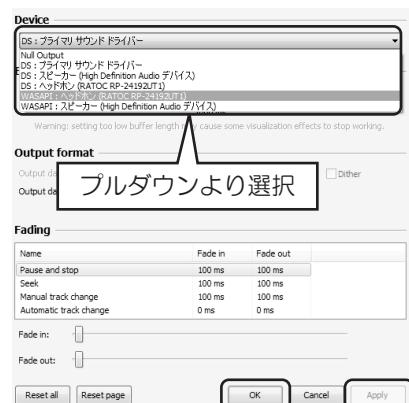 Device
DS : プライマリ サウンド ドライバー
Null Output
DS : プライマリ サウンド ドライバー
DS : スピーカー (High Definition Audio デバイス)
DS : ヘッドホン (RATOC RP-24192UT1)
WASAPI : ヘッドホン (RATOC RP-24192UT1)
WASAPI : スピーカー (High Definition Audio デバイス)
Warning: setting too low buffer length may cause some visualization effects to stop working.
Output format
Output da
Dither
Output da
プルダウンより選択
Fading
Name Fade in Fade out
Pause and stop 100 ms 100 ms
Seek 100 ms 100 ms
Manual track change 100 ms 100 ms
Automatic track change 0 ms 0 ms
Fade in:
Fade out:
Reset all Reset page OK Cancel Apply